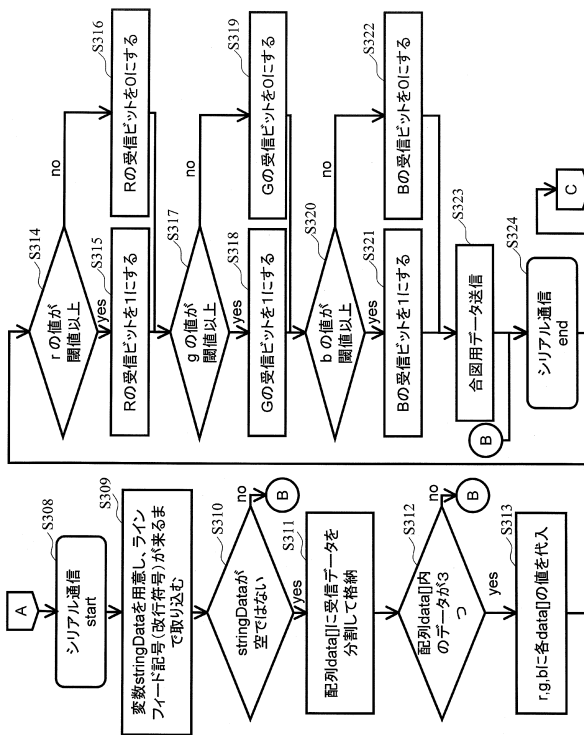 A
シリアル通信
start
S308
変数stringDataを用意し、ライン
フィード記号(改行符号)が来るま
で取り込む
S309
stringDataが
空ではない
S310
no
B
yes
配列data[]に受信データを
分割して格納
S311
配列data[]内
のデータが3
つ
S312
no
B
yes
r,g,bに各data[]の値を代入
S313
r の値が
閾値以上
S314
no
yes
Rの受信ビットを1にする
S315
Rの受信ビットを0にする
S316
g の値が
閾値以上
S317
no
yes
Gの受信ビットを1にする
S318
Gの受信ビットを0にする
S319
b の値が
閾値以上
S320
no
yes
Bの受信ビットを1にする
S321
Bの受信ビットを0にする
S322
合図用データ送信
S323
B
シリアル通信
end
S324
C